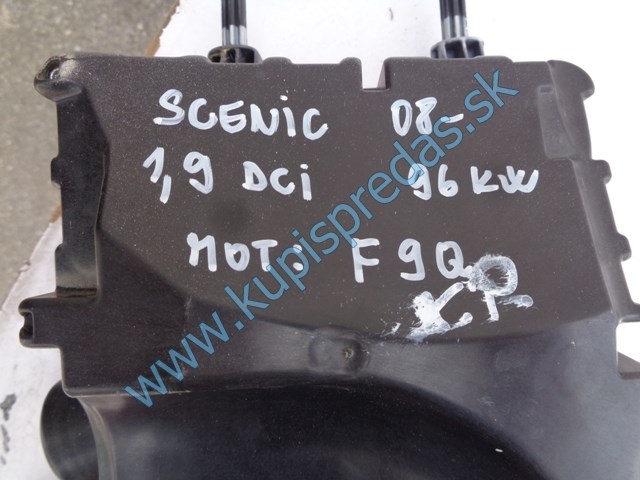 SCENIC 08-
1,9 DCi 96 KW
MOT: F9Q
www.kupispredas.sk